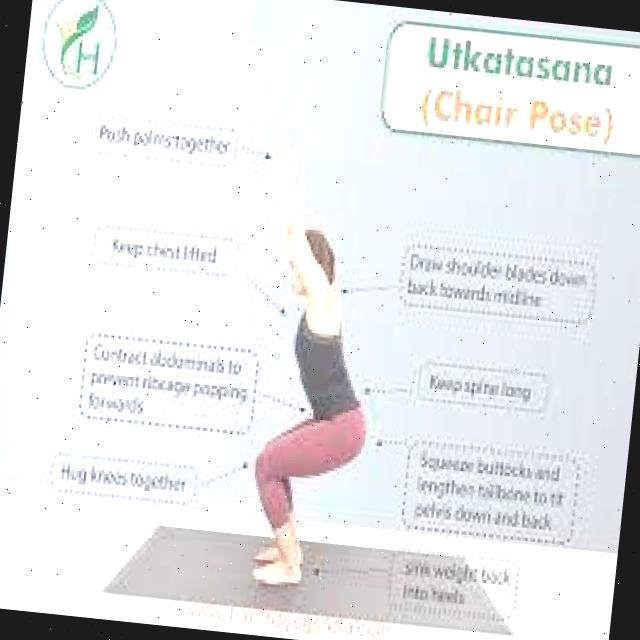 H
Utkatasana
(Chair Pose)
Push palms together
Keep chest lifted
Draw shoulder blades down
back towards midline
Contract abdominals to
prevent ribcage popping
forwards
Keep spine long
Hug knees together
Squeeze buttocks and
lengthen tailbone to tit
pelvis down and back
Sink weight back
into heels